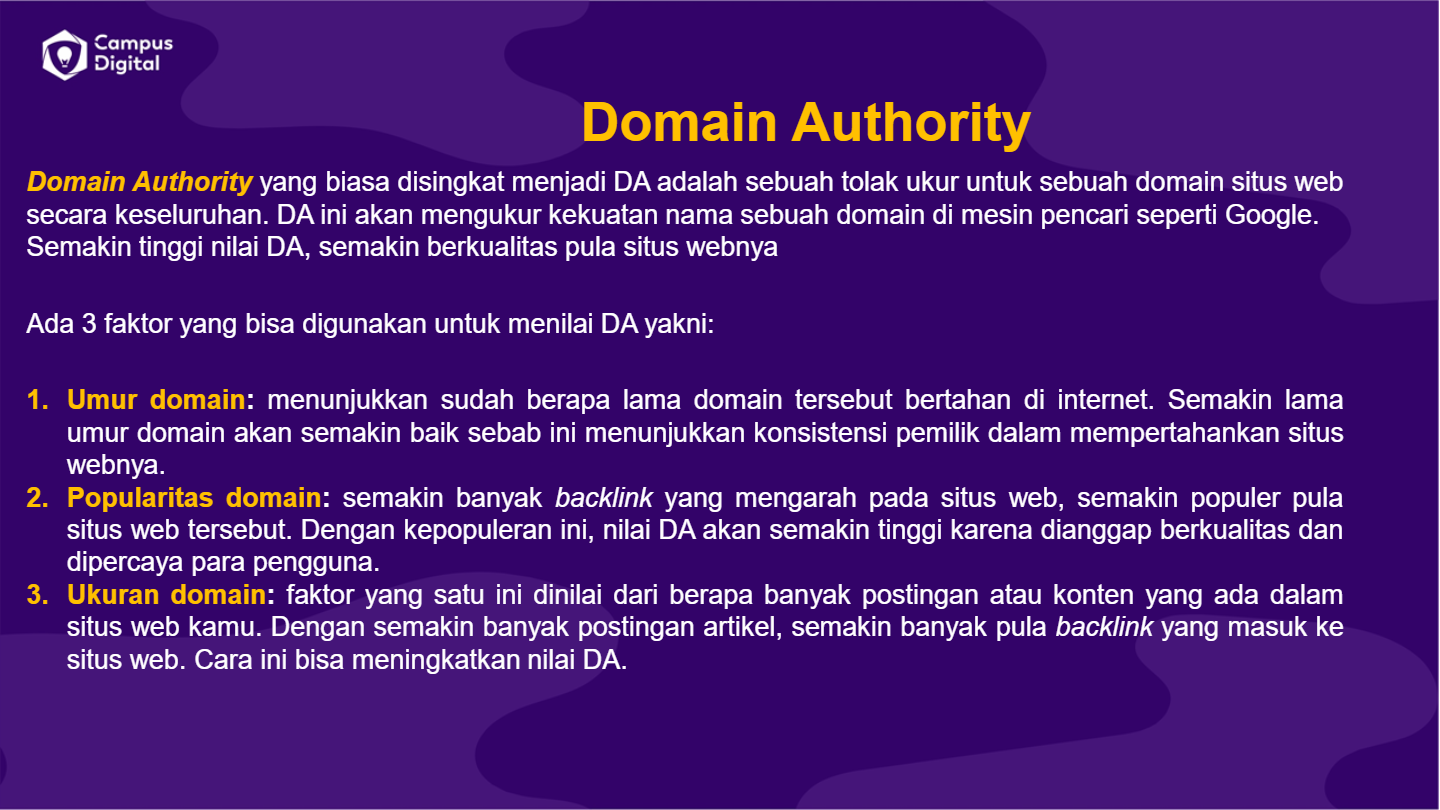 Campus
Digital
Domain Authority
Domain Authority yang biasa disingkat menjadi DA adalah sebuah tolak ukur untuk sebuah domain situs web
secara keseluruhan. DA ini akan mengukur kekuatan nama sebuah domain di mesin pencari seperti Google.
Semakin tinggi nilai DA, semakin berkualitas pula situs webnya
Ada 3 faktor yang bisa digunakan untuk menilai DA yakni:
1. Umur domain: menunjukkan sudah berapa lama domain tersebut bertahan di internet. Semakin lama
umur domain akan semakin baik sebab ini menunjukkan konsistensi pemilik dalam mempertahankan situs
webnya.
2. Popularitas domain: semakin banyak backlink yang mengarah pada situs web, semakin populer pula
situs web tersebut. Dengan kepopuleran ini, nilai DA akan semakin tinggi karena dianggap berkualitas dan
dipercaya para pengguna.
3. Ukuran domain: faktor yang satu ini dinilai dari berapa banyak postingan atau konten yang ada dalam
situs web kamu. Dengan semakin banyak postingan artikel, semakin banyak pula backlink yang masuk ke
situs web. Cara ini bisa meningkatkan nilai DA.